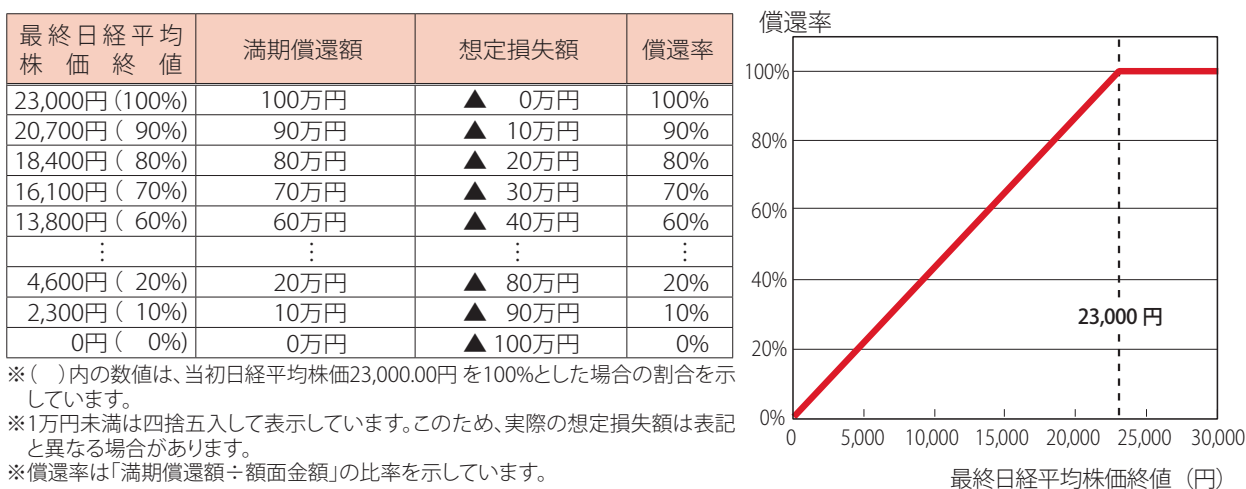 最終日経平均
株価終値
満期償還額
想定損失額
償還率
23,000円(100%) 100万円 ▲ 0万円 100%
20,700円( 90%) 90万円 ▲ 10万円 90%
18,400円( 80%) 80万円 ▲ 20万円 80%
16,100円( 70%) 70万円 ▲ 30万円 70%
13,800円( 60%) 60万円 ▲ 40万円 60%
⋮ ⋮ ⋮ ⋮
4,600円( 20%) 20万円 ▲ 80万円 20%
2,300円( 10%) 10万円 ▲ 90万円 10%
0円( 0%) 0万円 ▲ 100万円 0%
※( )内の数値は、当初日経平均株価23,000.00円を100%とした場合の割合を示
しています。
※1万円未満は四捨五入して表示しています。このため、実際の想定損失額は表記
と異なる場合があります。
※償還率は「満期償還額÷額面金額」の比率を示しています。
償還率
100%
80%
60%
40%
20%
0%
23,000 円
0 5,000 10,000 15,000 20,000 25,000 30,000
最終日経平均株価終値(円)